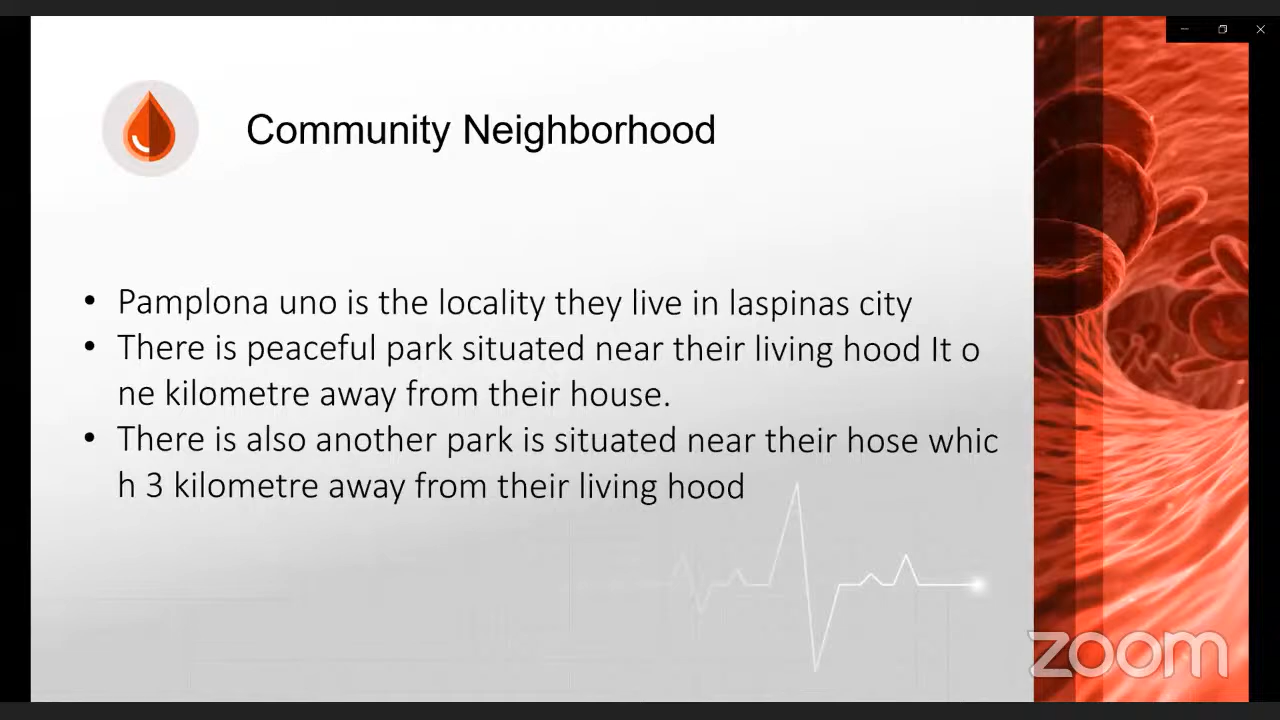 Community Neighborhood
• Pamplona uno is the locality they live in laspinas city
• There is peaceful park situated near their living hood It o
ne kilometre away from their house.
• There is also another park is situated near their hose whic
h 3 kilometre away from their living hood
zoom